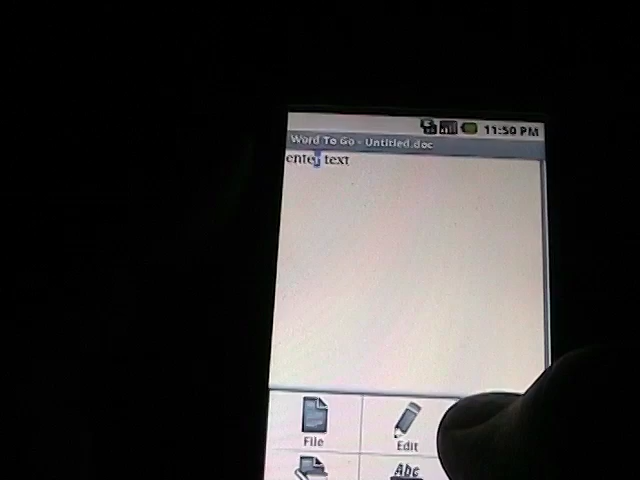 11:50 PM
Word To Go - Untitled.doc
enter text
File
Edit
Abc